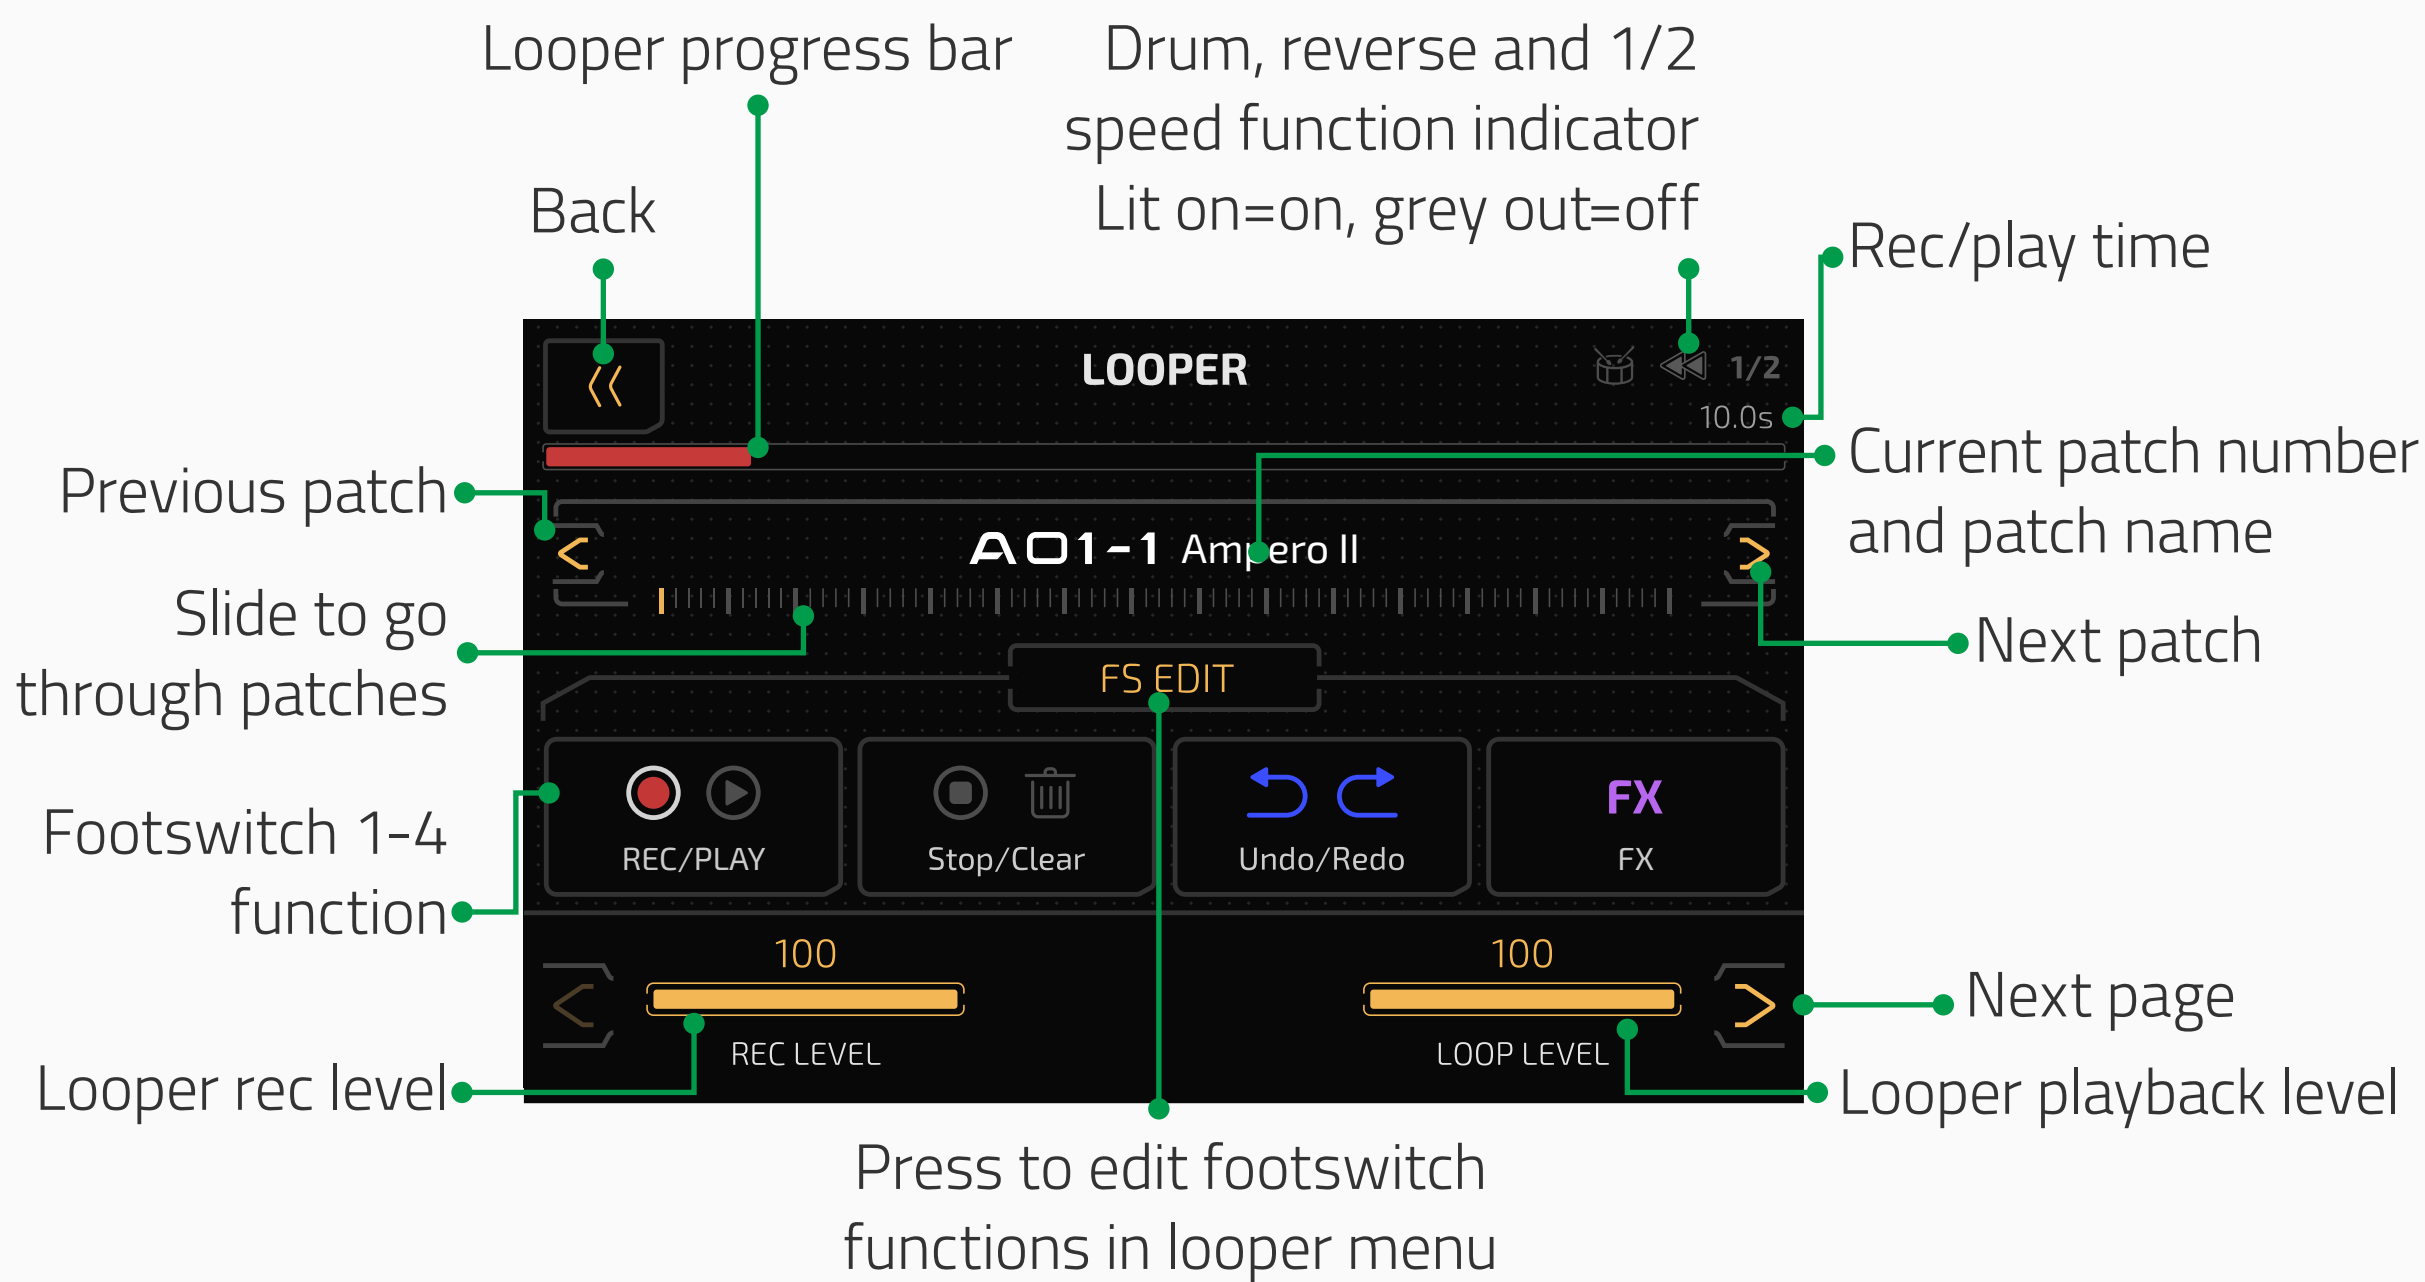 Looper progress bar
Drum, reverse and 1/2
speed function indicator
Lit on=on, grey out=off
Back
Rec/play time
LOOPER
1/2
10.0s
Current patch number
and patch name
Previous patch
A01-1 Ampero II
Slide to go
through patches
Next patch
FS EDIT
Footswitch 1-4
function
REC/PLAY
Stop/Clear
Undo/Redo
FX
FX
100
100
Next page
REC LEVEL
LOOP LEVEL
Looper rec level
Looper playback level
Press to edit footswitch
functions in looper menu